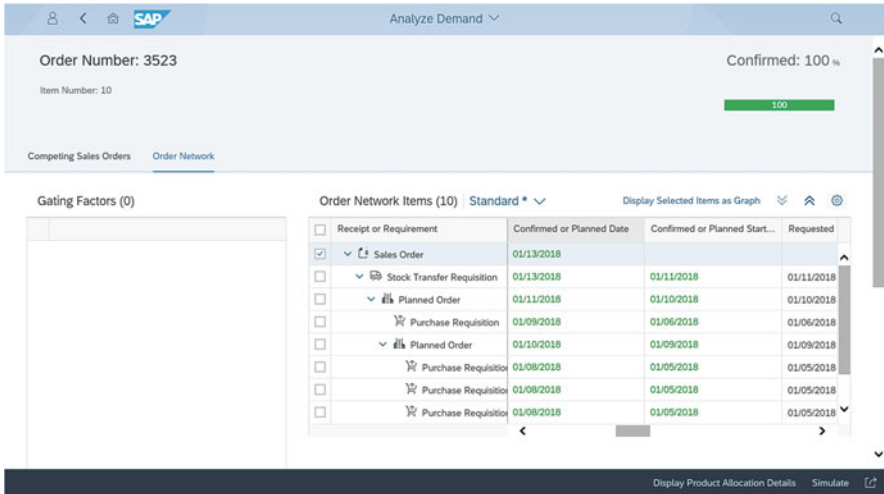 SAP
Analyze Demand
Order Number: 3523
Confirmed: 100 %
Item Number: 10
100
Competing Sales Orders Order Network
Gating Factors (0)
Order Network Items (10) Standard * Display Selected Items as Graph
Receipt or Requirement Confirmed or Planned Date Confirmed or Planned Start... Requested
Sales Order 01/13/2018
Stock Transfer Requisition 01/13/2018 01/11/2018 01/11/2018
Planned Order 01/11/2018 01/10/2018 01/10/2018
Purchase Requisition 01/09/2018 01/06/2018 01/06/2018
Planned Order 01/10/2018 01/09/2018 01/09/2018
Purchase Requisitio 01/08/2018 01/05/2018 01/05/2018
Purchase Requisitio 01/08/2018 01/05/2018 01/05/2018
Purchase Requisitio 01/08/2018 01/05/2018 01/05/2018
Display Product Allocation Details Simulate